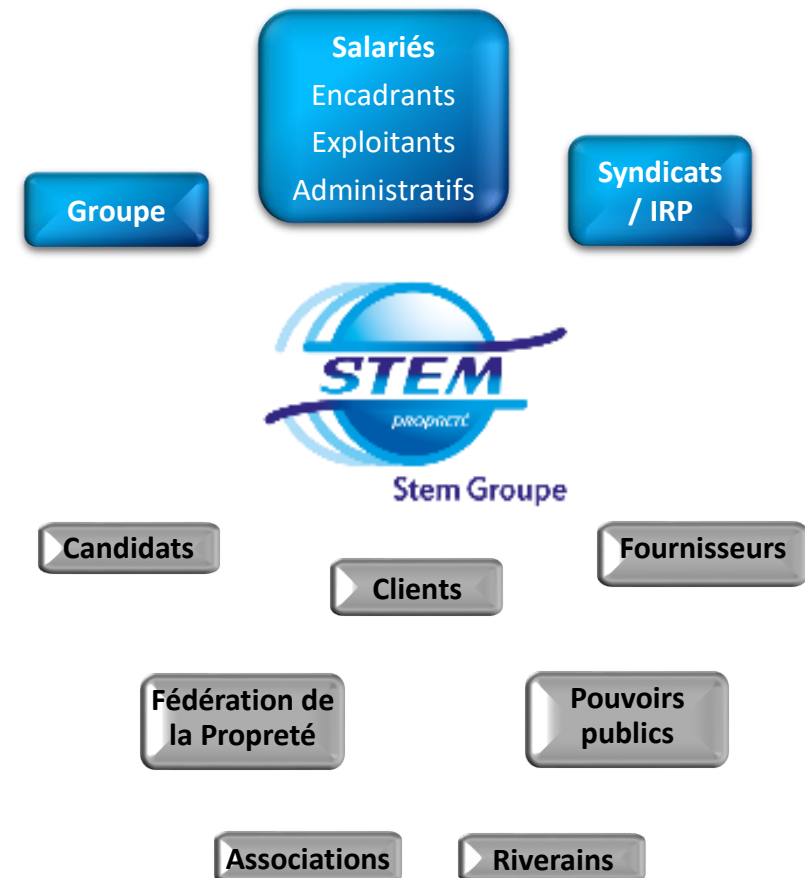 Salariés
Encadrants
Exploitants
Administratifs
Groupe
Syndicats
/ IRP
STEM
PROPRETÉ
Stem Groupe
Candidats
Clients
Fournisseurs
Fédération de
la Propreté
Pouvoirs
publics
Associations
Riverains